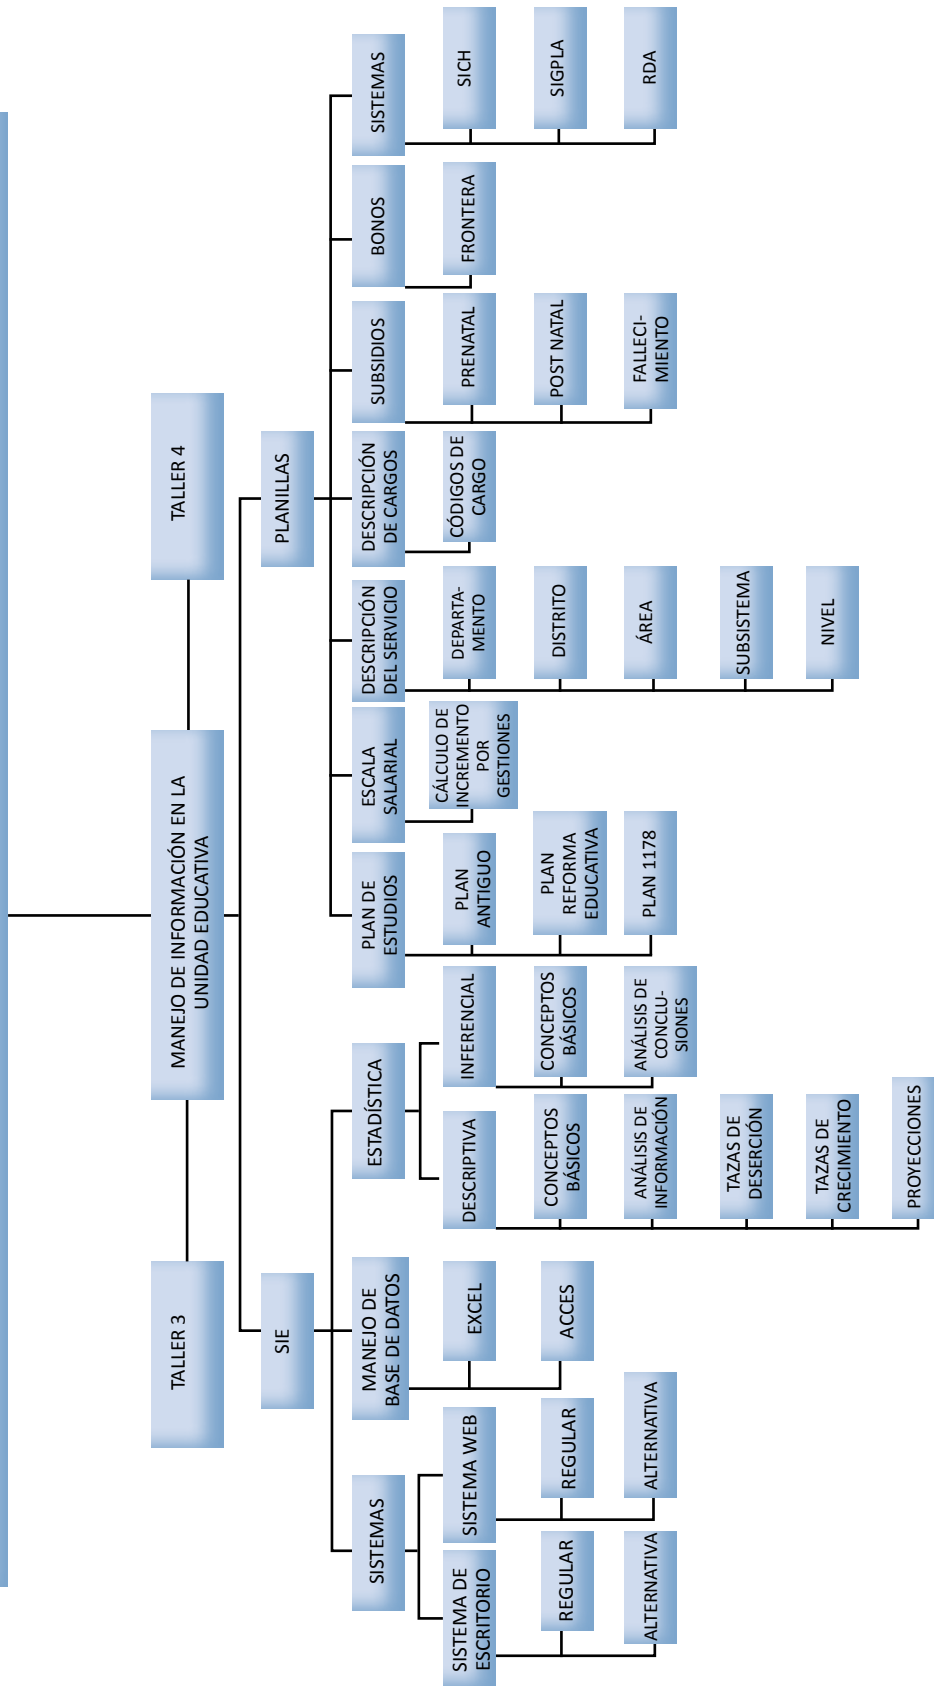 TALLER 3
MANEJO DE INFORMACIÓN EN LA
UNIDAD EDUCATIVA
TALLER 4
SIE
PLANILLAS
SISTEMAS
MANEJO DE
BASE DE DATOS
ESTADÍSTICA
PLAN DE
ESTUDIOS
ESCALA
SALARIAL
DESCRIPCIÓN
DEL SERVICIO
DESCRIPCIÓN
DE CARGOS
SUBSIDIOS
BONOS
SISTEMAS
SISTEMA DE
ESCRITORIO
REGULAR
ALTERNATIVA
SISTEMA WEB
REGULAR
ALTERNATIVA
EXCEL
ACCES
DESCRIPTIVA
CONCEPTOS
BÁSICOS
ANÁLISIS DE
INFORMACIÓN
TAZAS DE
DESERCIÓN
TAZAS DE
CRECIMIENTO
PROYECCIONES
INFERENCIAL
CONCEPTOS
BÁSICOS
ANÁLISIS DE
CONCLU-
SIONES
PLAN
ANTIGUO
PLAN
REFORMA
EDUCATIVA
PLAN 1178
CÁLCULO DE
INCREMENTO
POR
GESTIONES
DEPARTA-
MENTO
DISTRITO
ÁREA
SUBSISTEMA
NIVEL
CÓDIGOS DE
CARGO
PRENATAL
POST NATAL
FALLECI-
MIENTO
FRONTERA
SICH
SIGPLA
RDA